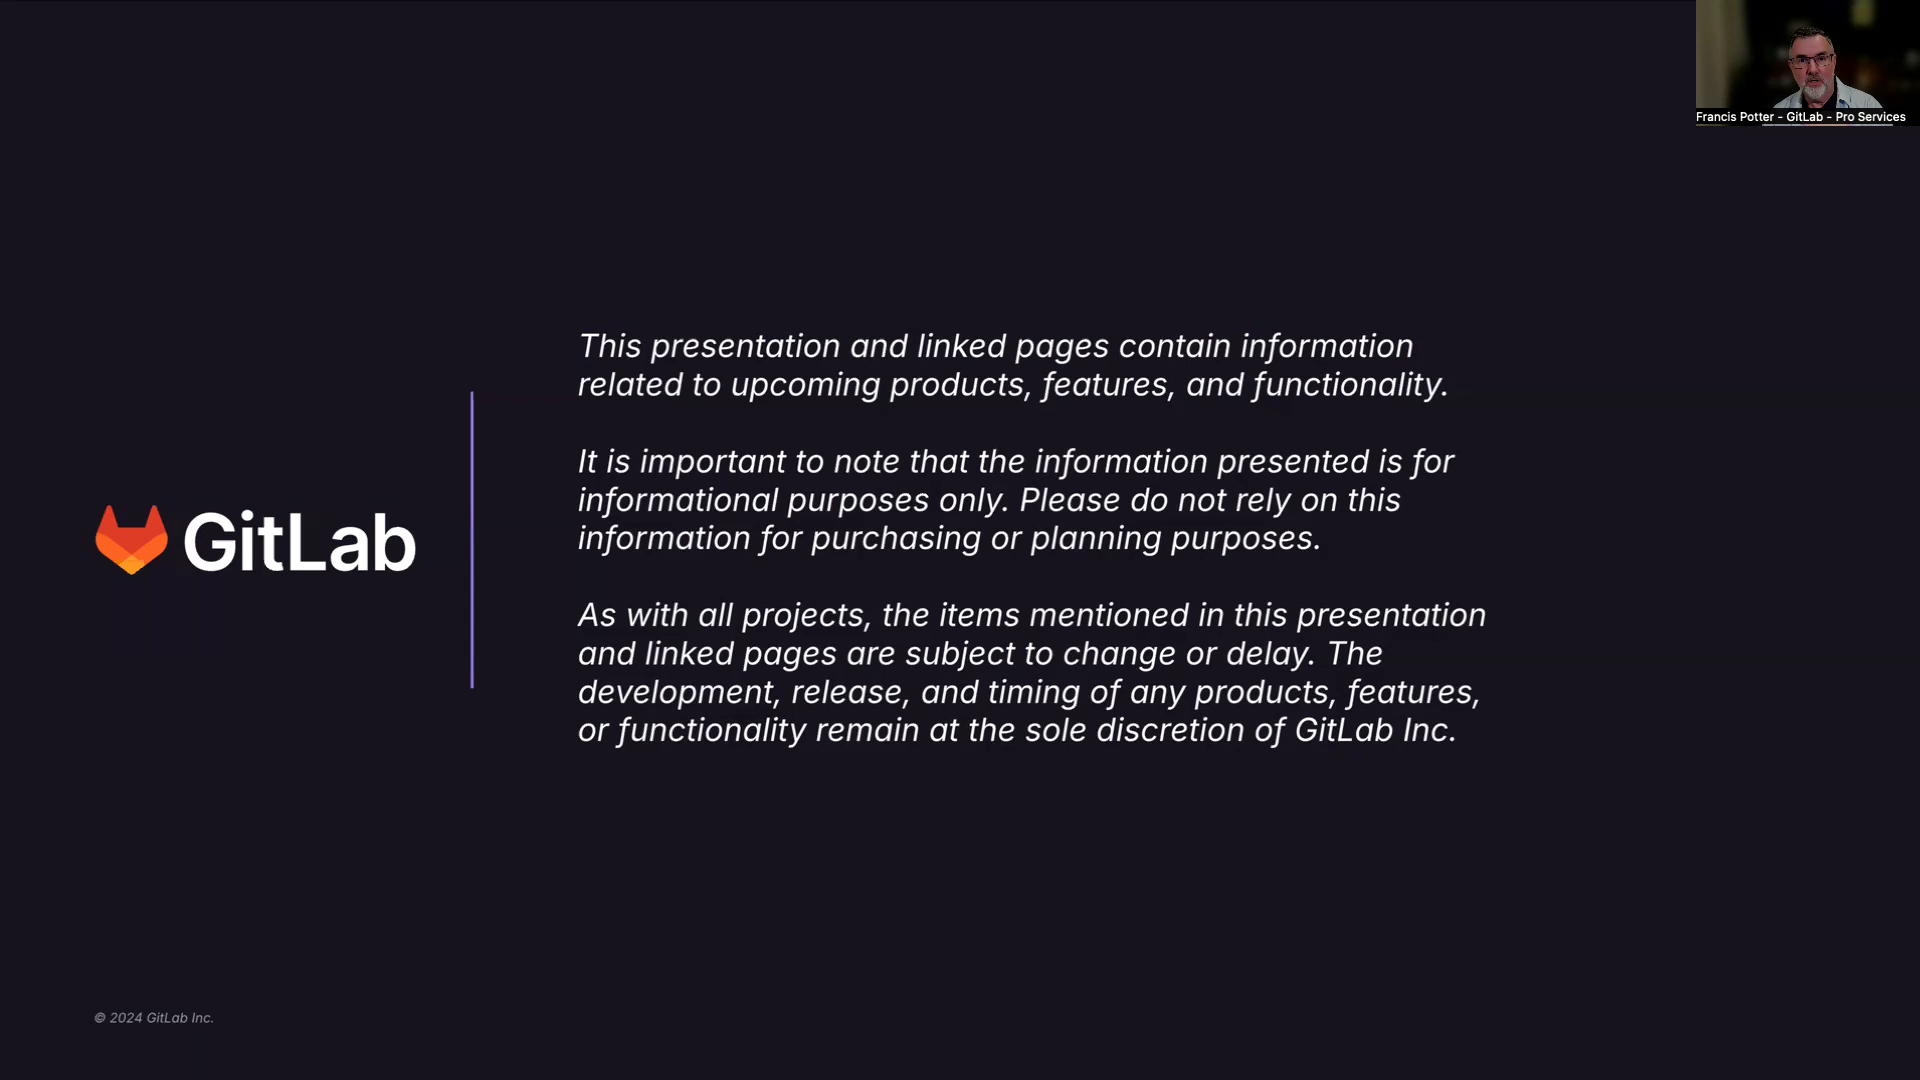 Francis Potter - GitLab - Pro Services
This presentation and linked pages contain information
related to upcoming products, features, and functionality.
It is important to note that the information presented is for
informational purposes only. Please do not rely on this
information for purchasing or planning purposes.
GitLab
As with all projects, the items mentioned in this presentation
and linked pages are subject to change or delay. The
development, release, and timing of any products, features,
or functionality remain at the sole discretion of GitLab Inc.
© 2024 GitLab Inc.